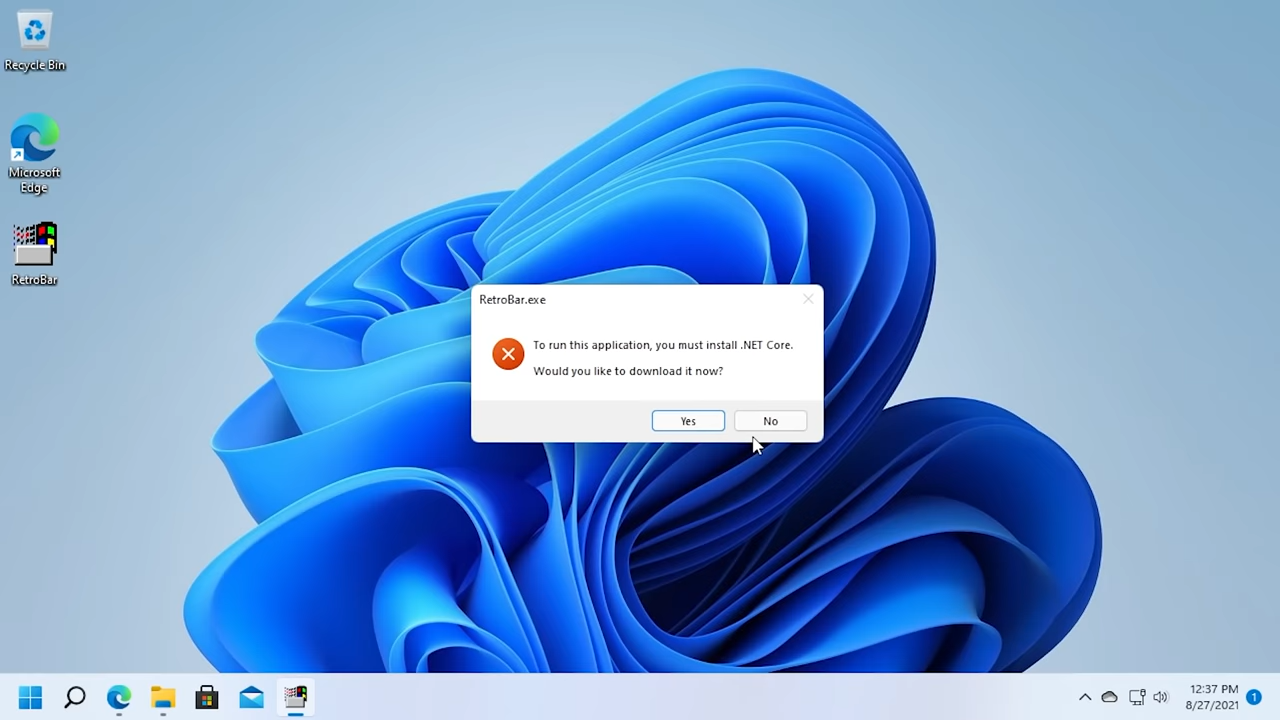 Recycle Bin
Microsoft
Edge
RetroBar
RetroBar.exe
To run this application, you must install .NET Core.
Would you like to download it now?
Yes
No
12:37 PM
8/27/2021
1